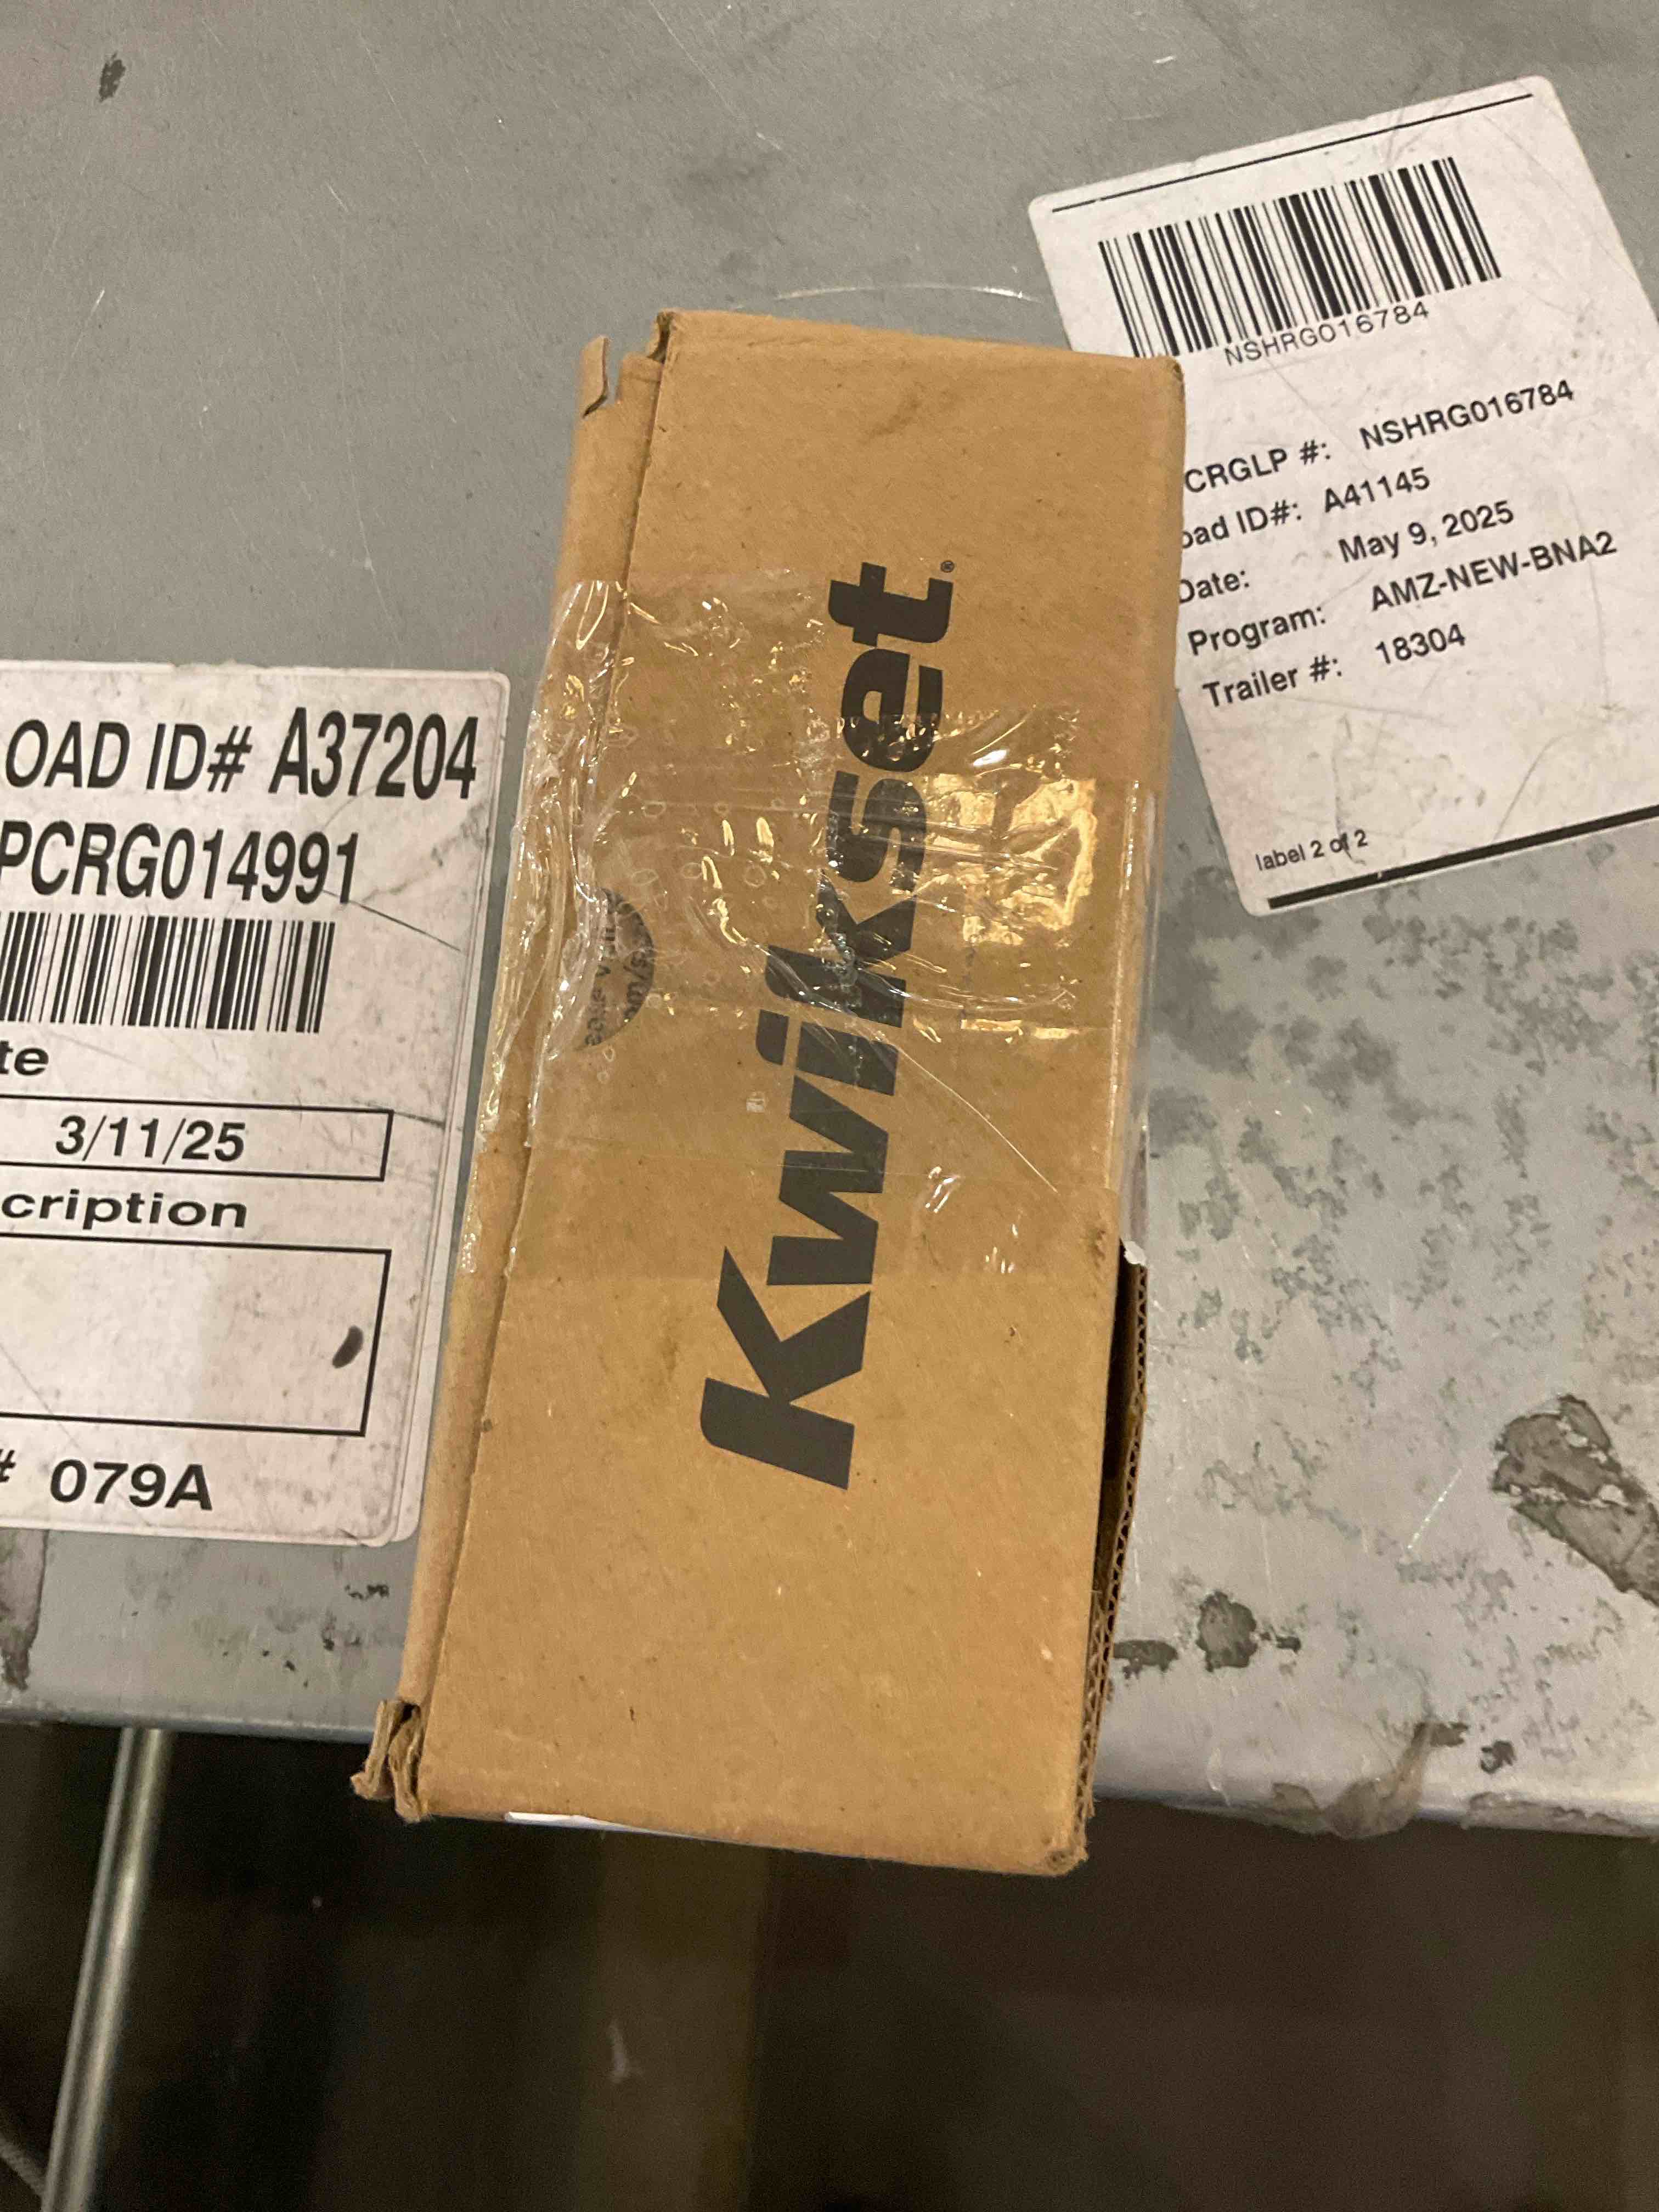 NSHRG016784
CRGLP #: NSHRG016784
oad ID#: A41145
Date: May 9, 2025
Program: AMZ-NEW-BNA2
Trailer #: 18304
label 2 of 2
Kwikset®
OAD ID# A37204
PCRG014991
te
3/11/25
cription
# 079A